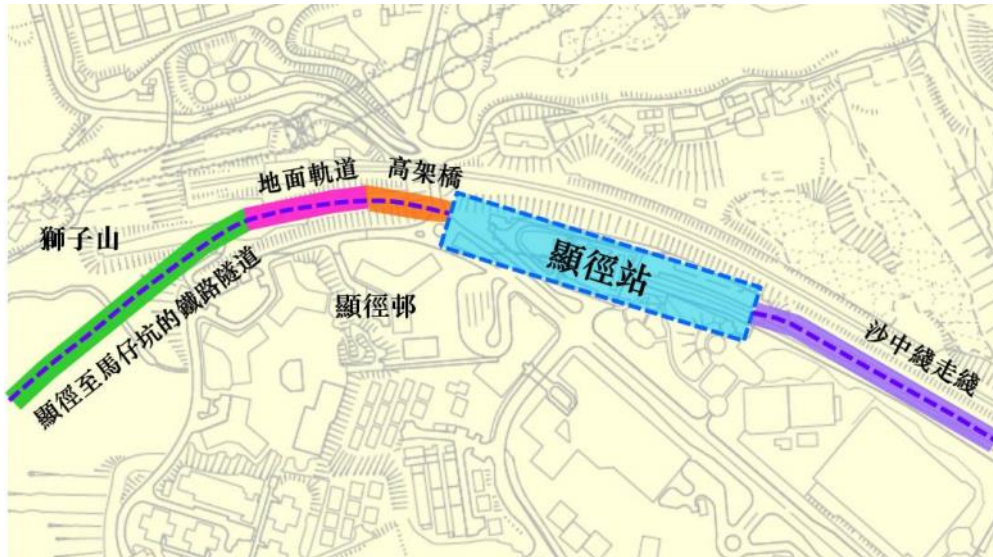 地面軌道
高架橋
獅子山
顯徑站
顯徑至馬仔坑的鐵路隧道
顯徑邨
沙中綫走綫